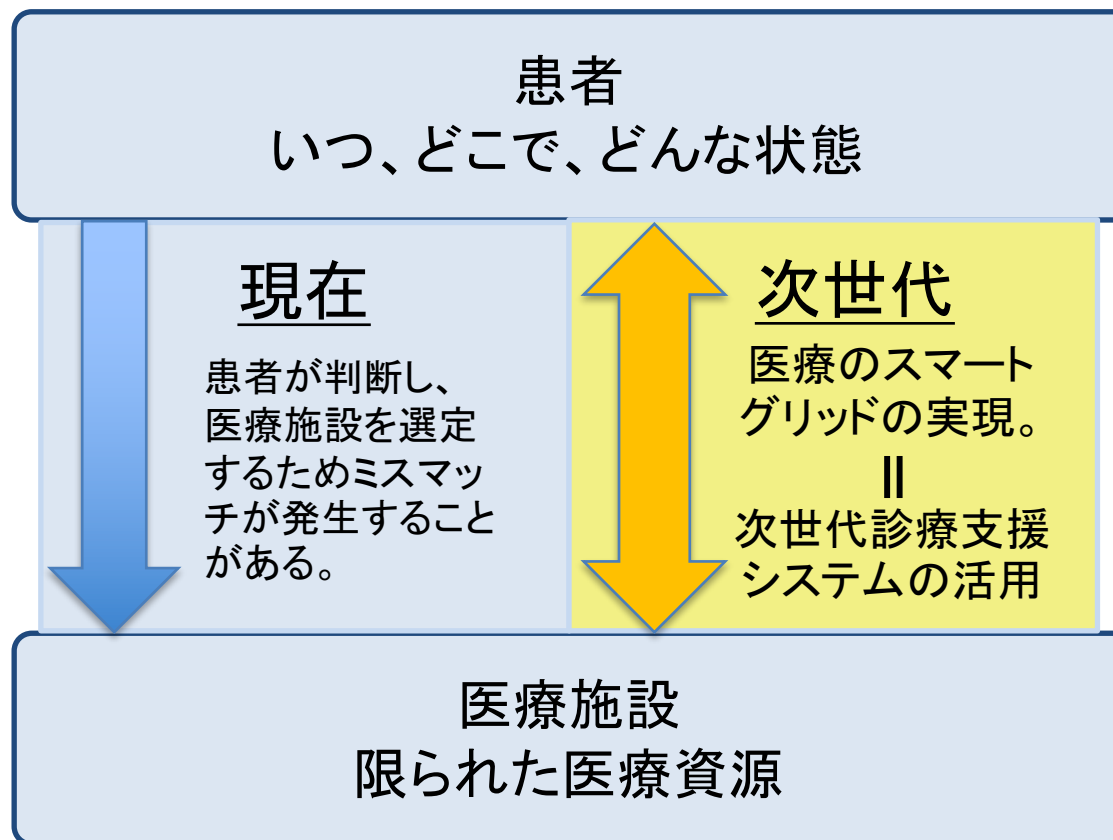 患者
いつ、どこで、どんな状態
現在
患者が判断し、
医療施設を選定
するためミスマッ
チが発生すること
がある。
次世代
医療のスマート
グリッドの実現。
||
次世代診療支援
システムの活用
医療施設
限られた医療資源